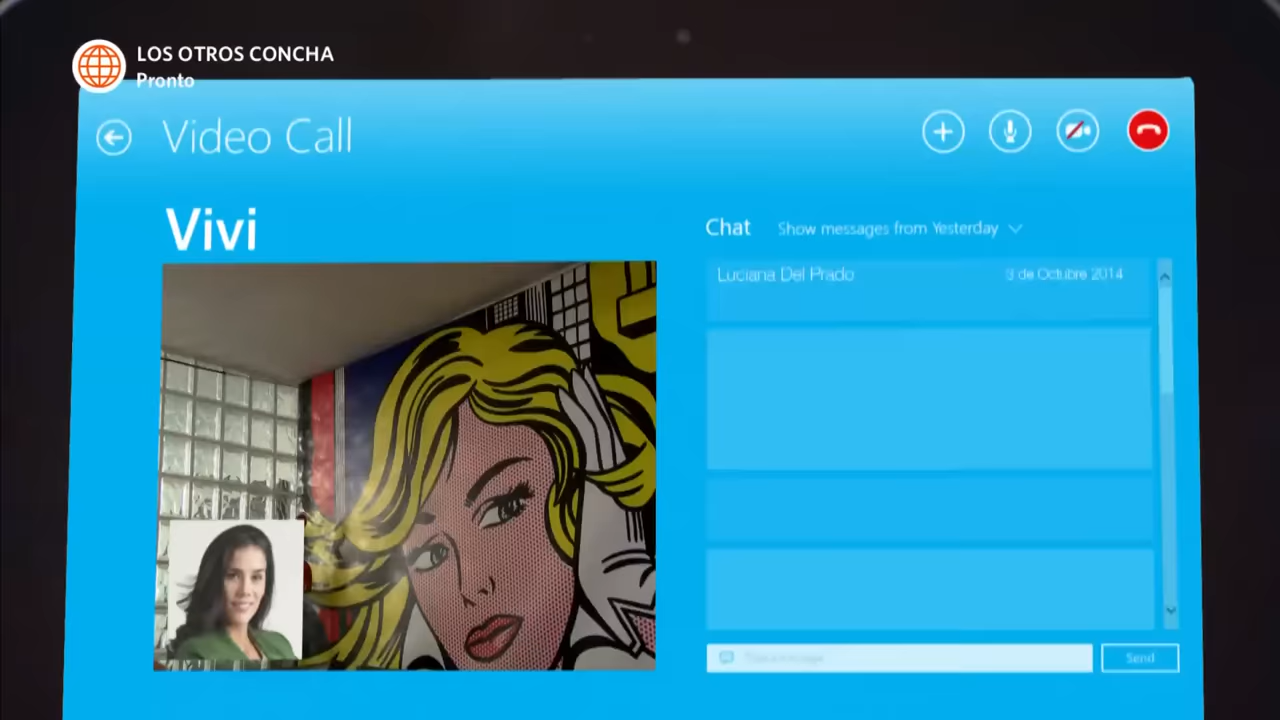 LOS OTROS CONCHA
Pronto
Video Call
Vivi
Chat Show messages from Yesterday
Luciana Del Prado 3 de Octubre 2014
Send